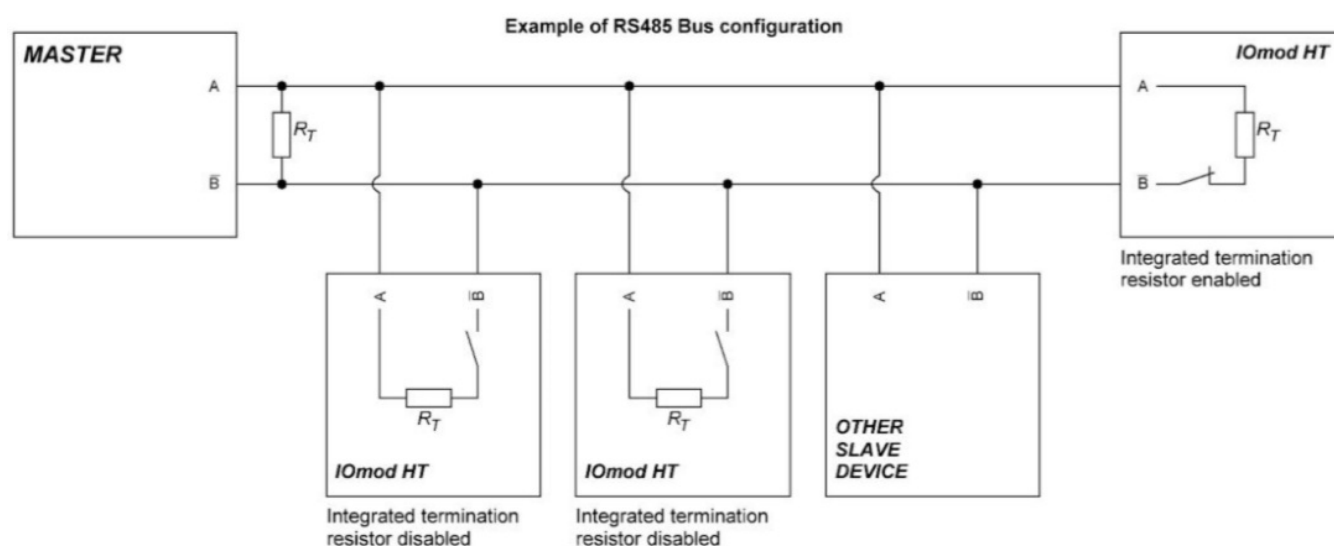 Example of RS485 Bus configuration
MASTER
IOmod HT
A
A
R_T
R_T
B̅
B̅
Integrated termination
resistor enabled
A
B̅
A
B̅
A
B̅
R_T
R_T
OTHER
SLAVE
DEVICE
IOmod HT
IOmod HT
Integrated termination
resistor disabled
Integrated termination
resistor disabled